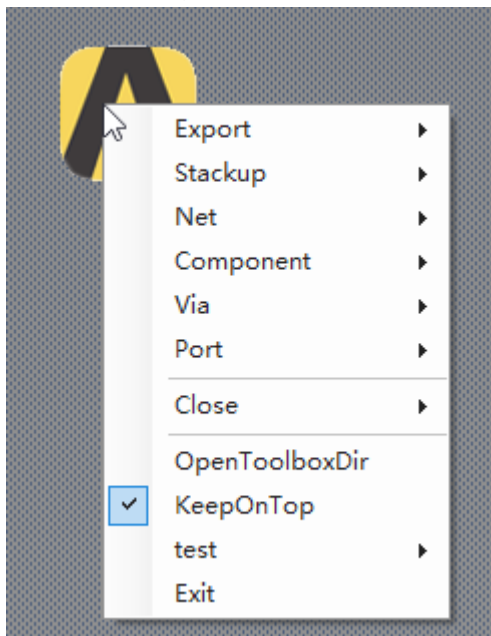 Export
Stackup
Net
Component
Via
Port
Close
OpenToolboxDir
KeepOnTop
test
Exit